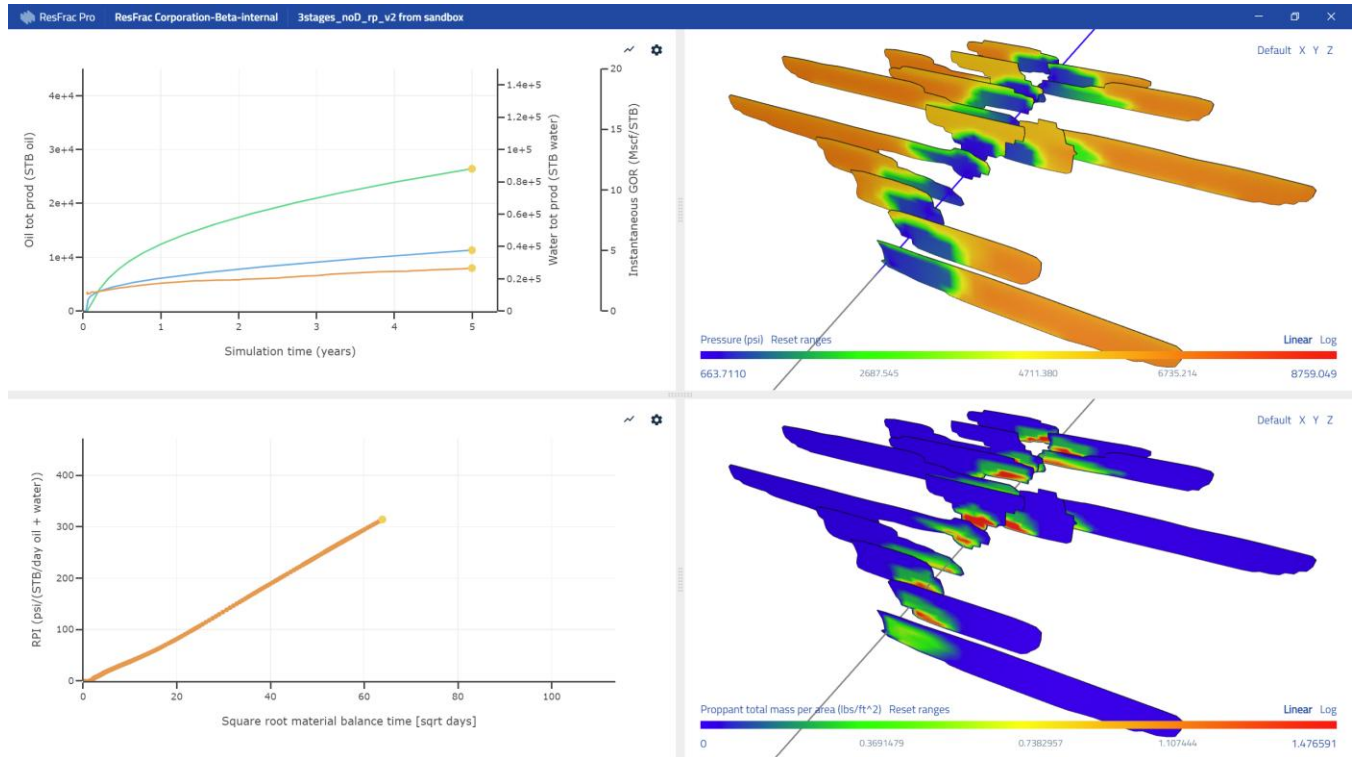 ResFrac Pro ResFrac Corporation-Beta-internal 3stages_noD_rp_v2 from sandbox
Oil tot prod (STB oil)
4e+4
3e+4
2e+4
1e+4
0
0 1 2 3 4 5
Simulation time (years)
1.4e+5
1.2e+5
1e+5
0.8e+5
0.6e+5
0.4e+5
0.2e+5
0
Water tot prod (STB water)
20
15
10
5
0
Instantaneous GOR (Mscf/STB)
Default X Y Z
Pressure (psi) Reset ranges Linear Log
663.7110 2687.545 4711.380 6735.214 8759.049
RPI (psi/(STB/day oil + water))
400
300
200
100
0
0 20 40 60 80 100
Square root material balance time [sqrt days]
Default X Y Z
Proppant total mass per area (lbs/ft^2) Reset ranges Linear Log
0 0.3691479 0.7382957 1.107444 1.476591